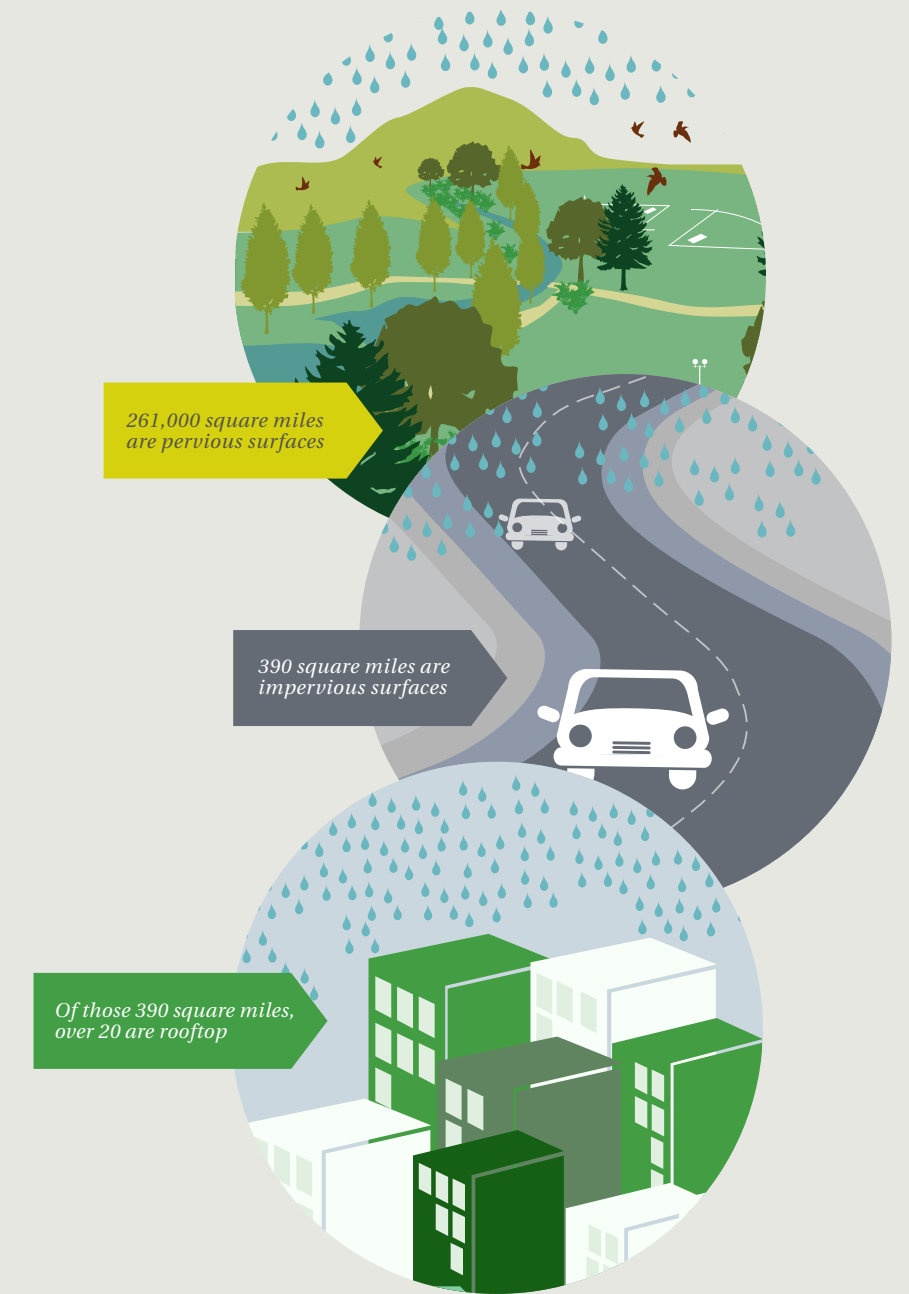 261,000 square miles
are pervious surfaces
390 square miles are
impervious surfaces
Of those 390 square miles,
over 20 are rooftop